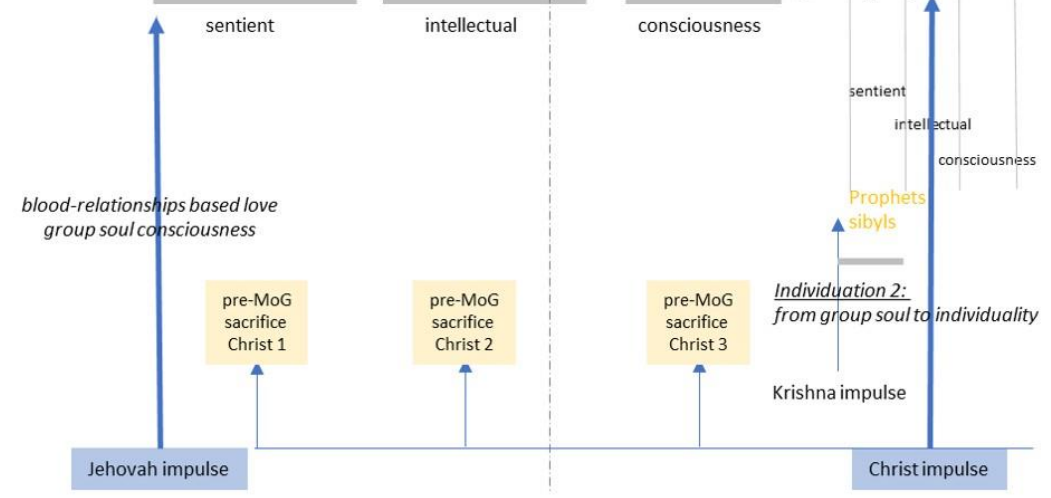 sentient
intellectual
consciousness
sentient
intellectual
consciousness
blood-relationships based love
group soul consciousness
Prophets
sibyls
pre-MoG
sacrifice
Christ 1
pre-MoG
sacrifice
Christ 2
pre-MoG
sacrifice
Christ 3
Individuation 2:
from group soul to individuality
Krishna impulse
Jehovah impulse
Christ impulse